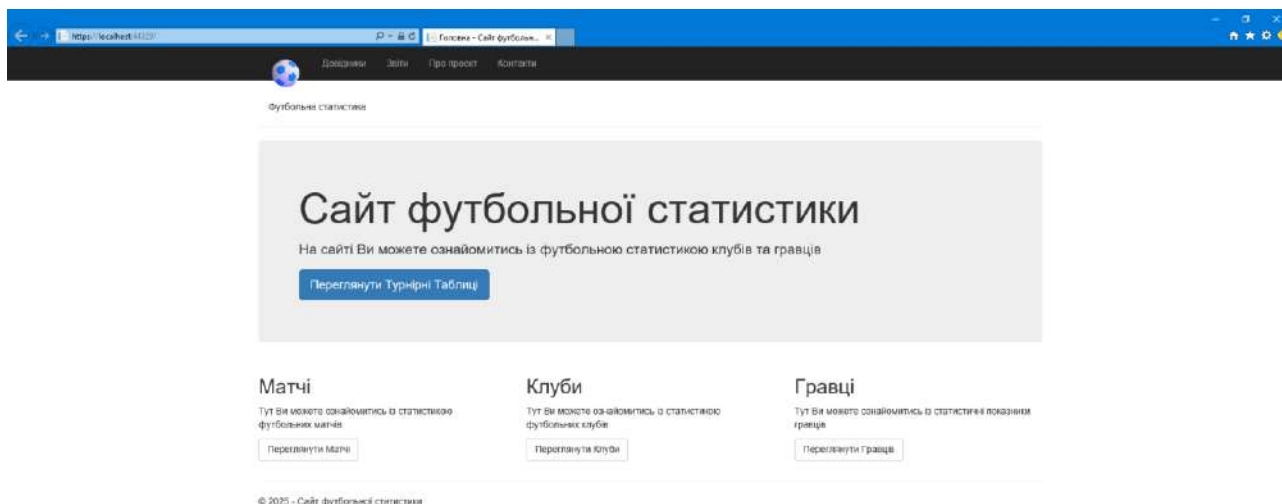 https://localhost:44329/
Головна - Сайт футбольн...
Довідники Звіти Про проект Контакти
Футбольна статистика
Сайт футбольної статистики
На сайті Ви можете ознайомитись із футбольною статистикою клубів та гравців
Переглянути Турнірні Таблиці
Матчі
Тут Ви можете ознайомитись із статистикою
футбольних матчів
Переглянути Матчі
Клуби
Тут Ви можете ознайомитись із статистикою
футбольних клубів
Переглянути Клуби
Гравці
Тут Ви можете ознайомитись із статистичні показники
гравців
Переглянути Гравців
© 2025 - Сайт футбольної статистики